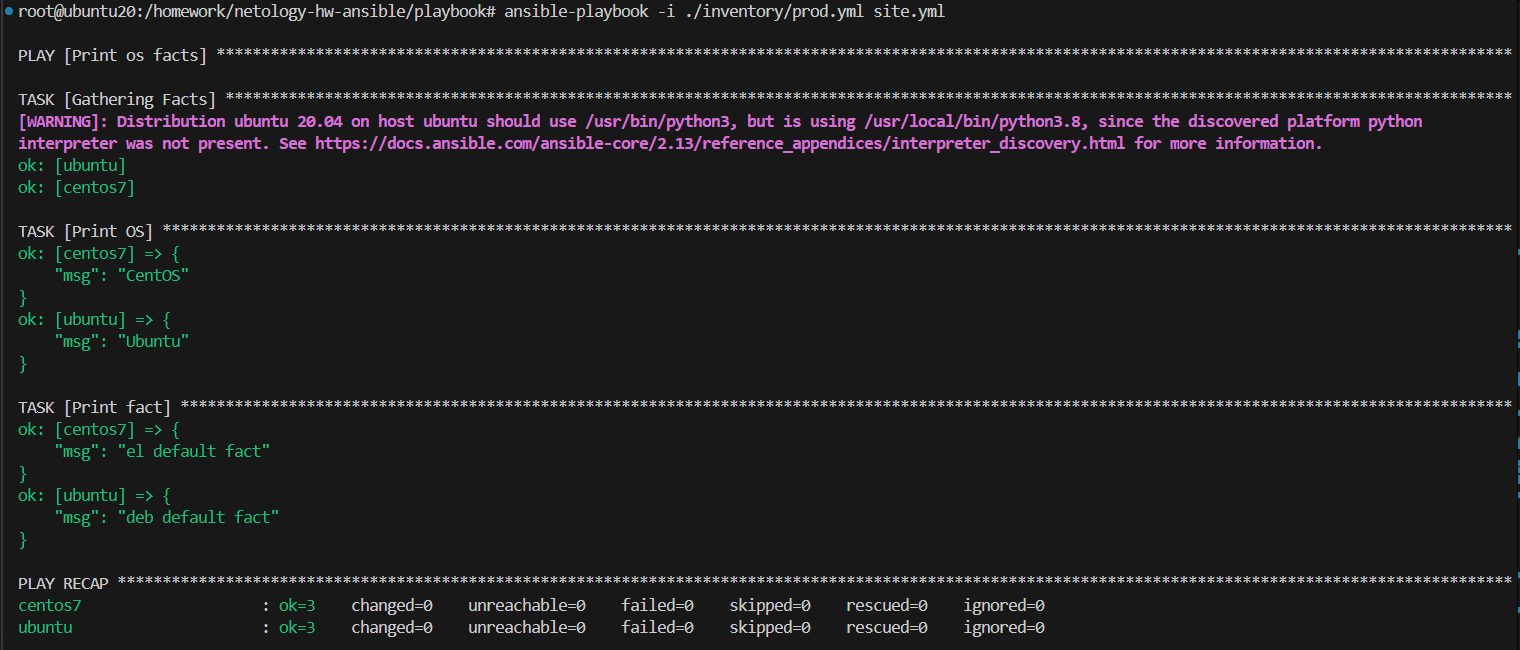 root@ubuntu20:/homework/netology-hw-ansible/playbook# ansible-playbook -i ./inventory/prod.yml site.yml
PLAY [Print os facts] ************************************************************************************************************************************************
TASK [Gathering Facts] ***********************************************************************************************************************************************
[WARNING]: Distribution ubuntu 20.04 on host ubuntu should use /usr/bin/python3, but is using /usr/local/bin/python3.8, since the discovered platform python
interpreter was not present. See https://docs.ansible.com/ansible-core/2.13/reference_appendices/interpreter_discovery.html for more information.
ok: [ubuntu]
ok: [centos7]
TASK [Print OS] ******************************************************************************************************************************************************
ok: [centos7] => {
    "msg": "CentOS"
}
ok: [ubuntu] => {
    "msg": "Ubuntu"
}
TASK [Print fact] ****************************************************************************************************************************************************
ok: [centos7] => {
    "msg": "el default fact"
}
ok: [ubuntu] => {
    "msg": "deb default fact"
}
PLAY RECAP ***********************************************************************************************************************************************************
centos7                    : ok=3    changed=0    unreachable=0    failed=0    skipped=0    rescued=0    ignored=0
ubuntu                     : ok=3    changed=0    unreachable=0    failed=0    skipped=0    rescued=0    ignored=0